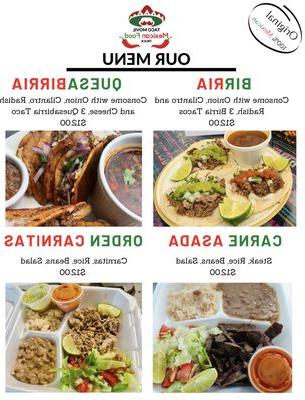 Original
100% Mexican
TACO MOVIL
Mexican Food
TRUCK
OUR MENU
BIRRIA
Consome with Onion, Cilantro, and
Radish. 3 Birria Tacos
$12.00
QUESABIRRIA
Consome with Onion, Cilantro, Radish
and Cheese, 3 Quesabirria Taco
$12.00
CARNE ASADA
Steak, Rice, Beans, Salad
$12.00
ORDEN CARNITAS
Carnitas, Rice, Beans, Salad
$12.00